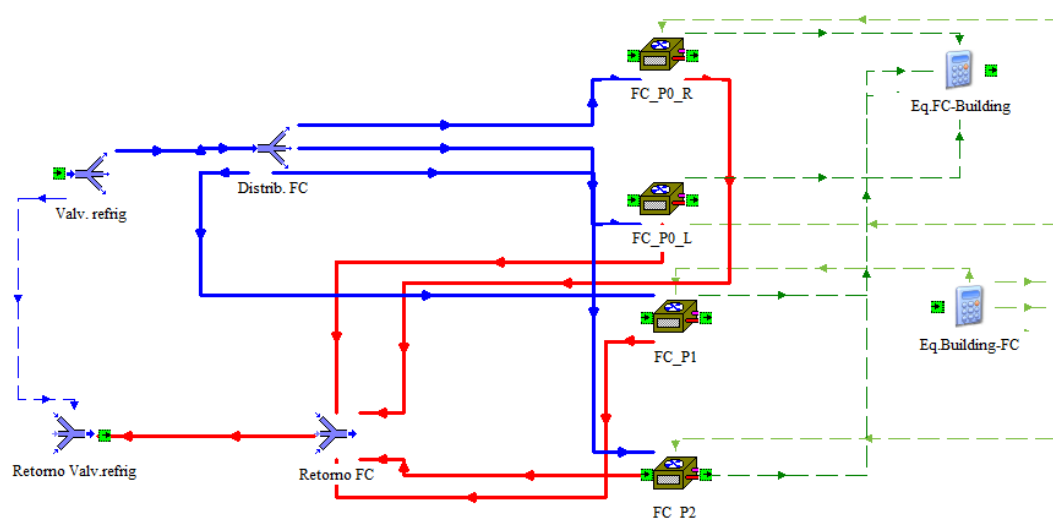 FC_P0_R
Eq.FC-Building
Distrib. FC
Valv. refrig
FC_P0_L
Eq.Building-FC
FC_P1
Retorno Valv.refrig
Retorno FC
FC_P2